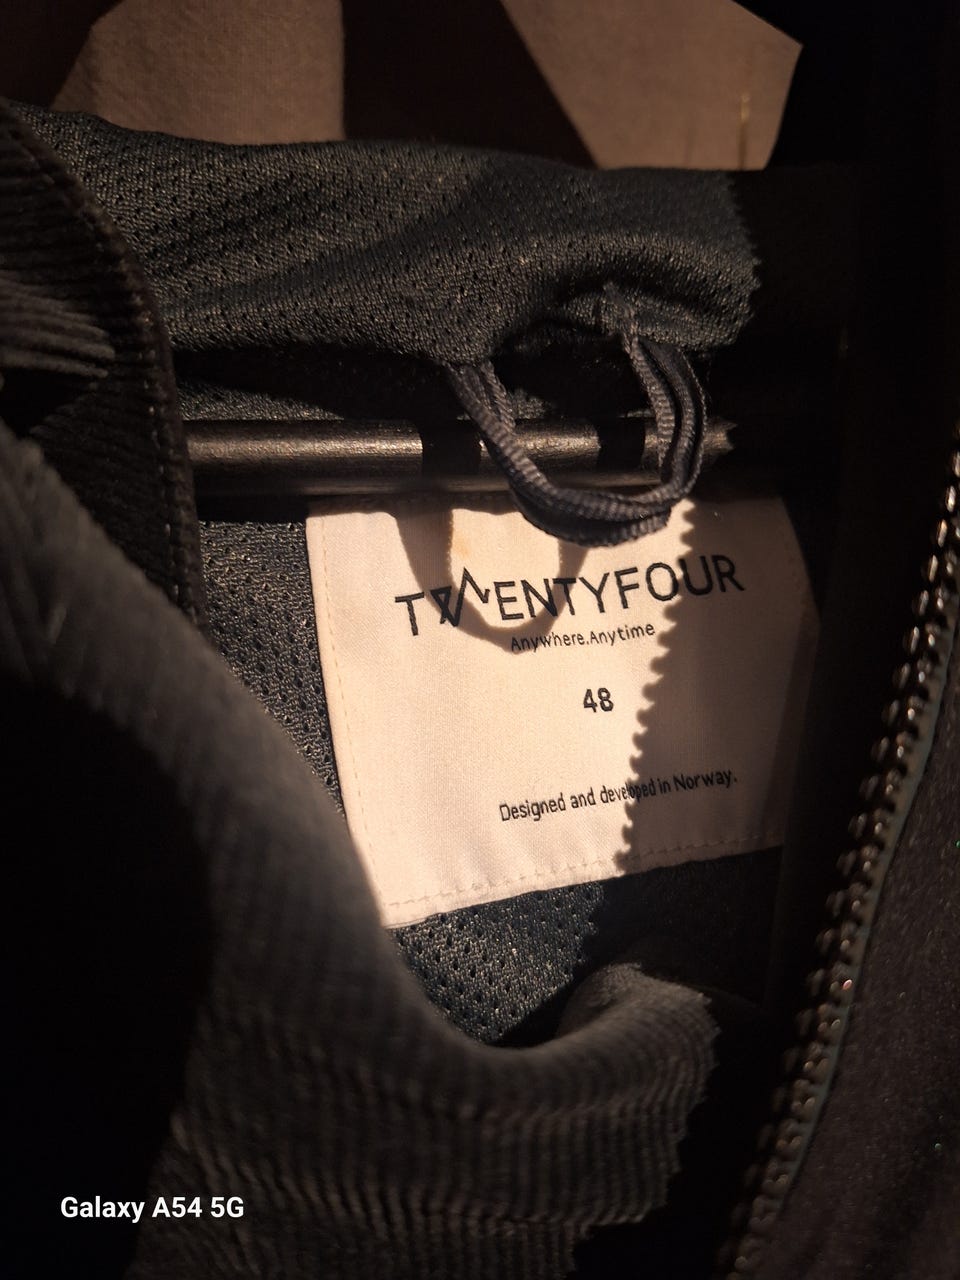 TWENTYFOUR
Anywhere.Anytime
48
Designed and developed in Norway.
Galaxy A54 5G